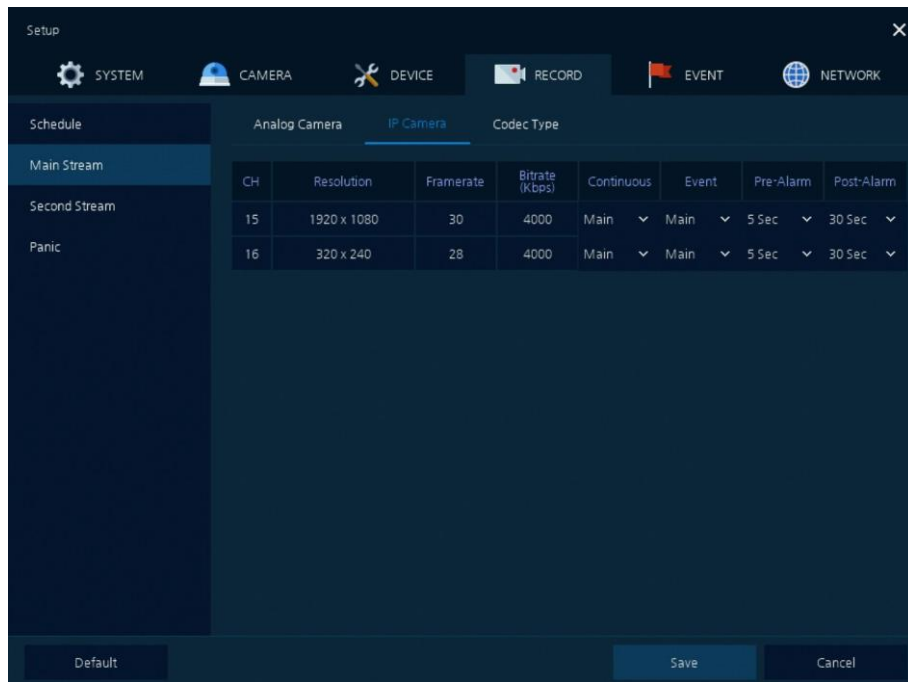 Setup
SYSTEM CAMERA DEVICE RECORD EVENT NETWORK
Schedule
Main Stream
Second Stream
Panic
Analog Camera IP Camera Codec Type
CH Resolution Framerate Bitrate (Kbps) Continuous Event Pre-Alarm Post-Alarm
15 1920 x 1080 30 4000 Main Main 5 Sec 30 Sec
16 320 x 240 28 4000 Main Main 5 Sec 30 Sec
Default Save Cancel